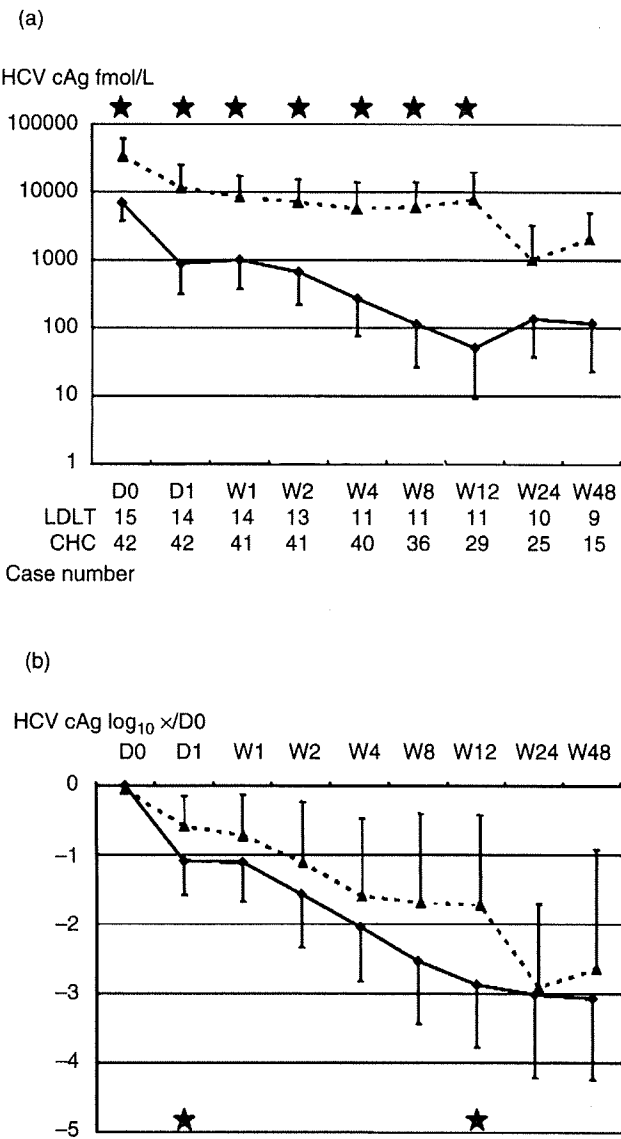 (a)
HCV cAg fmol/L
100000
10000
1000
100
10
1
D0 D1 W1 W2 W4 W8 W12 W24 W48
LDLT 15 14 14 13 11 11 11 10 9
CHC 42 42 41 41 40 36 29 25 15
Case number
(b)
HCV cAg log10 ×/D0
D0 D1 W1 W2 W4 W8 W12 W24 W48
0
–1
–2
–3
–4
–5